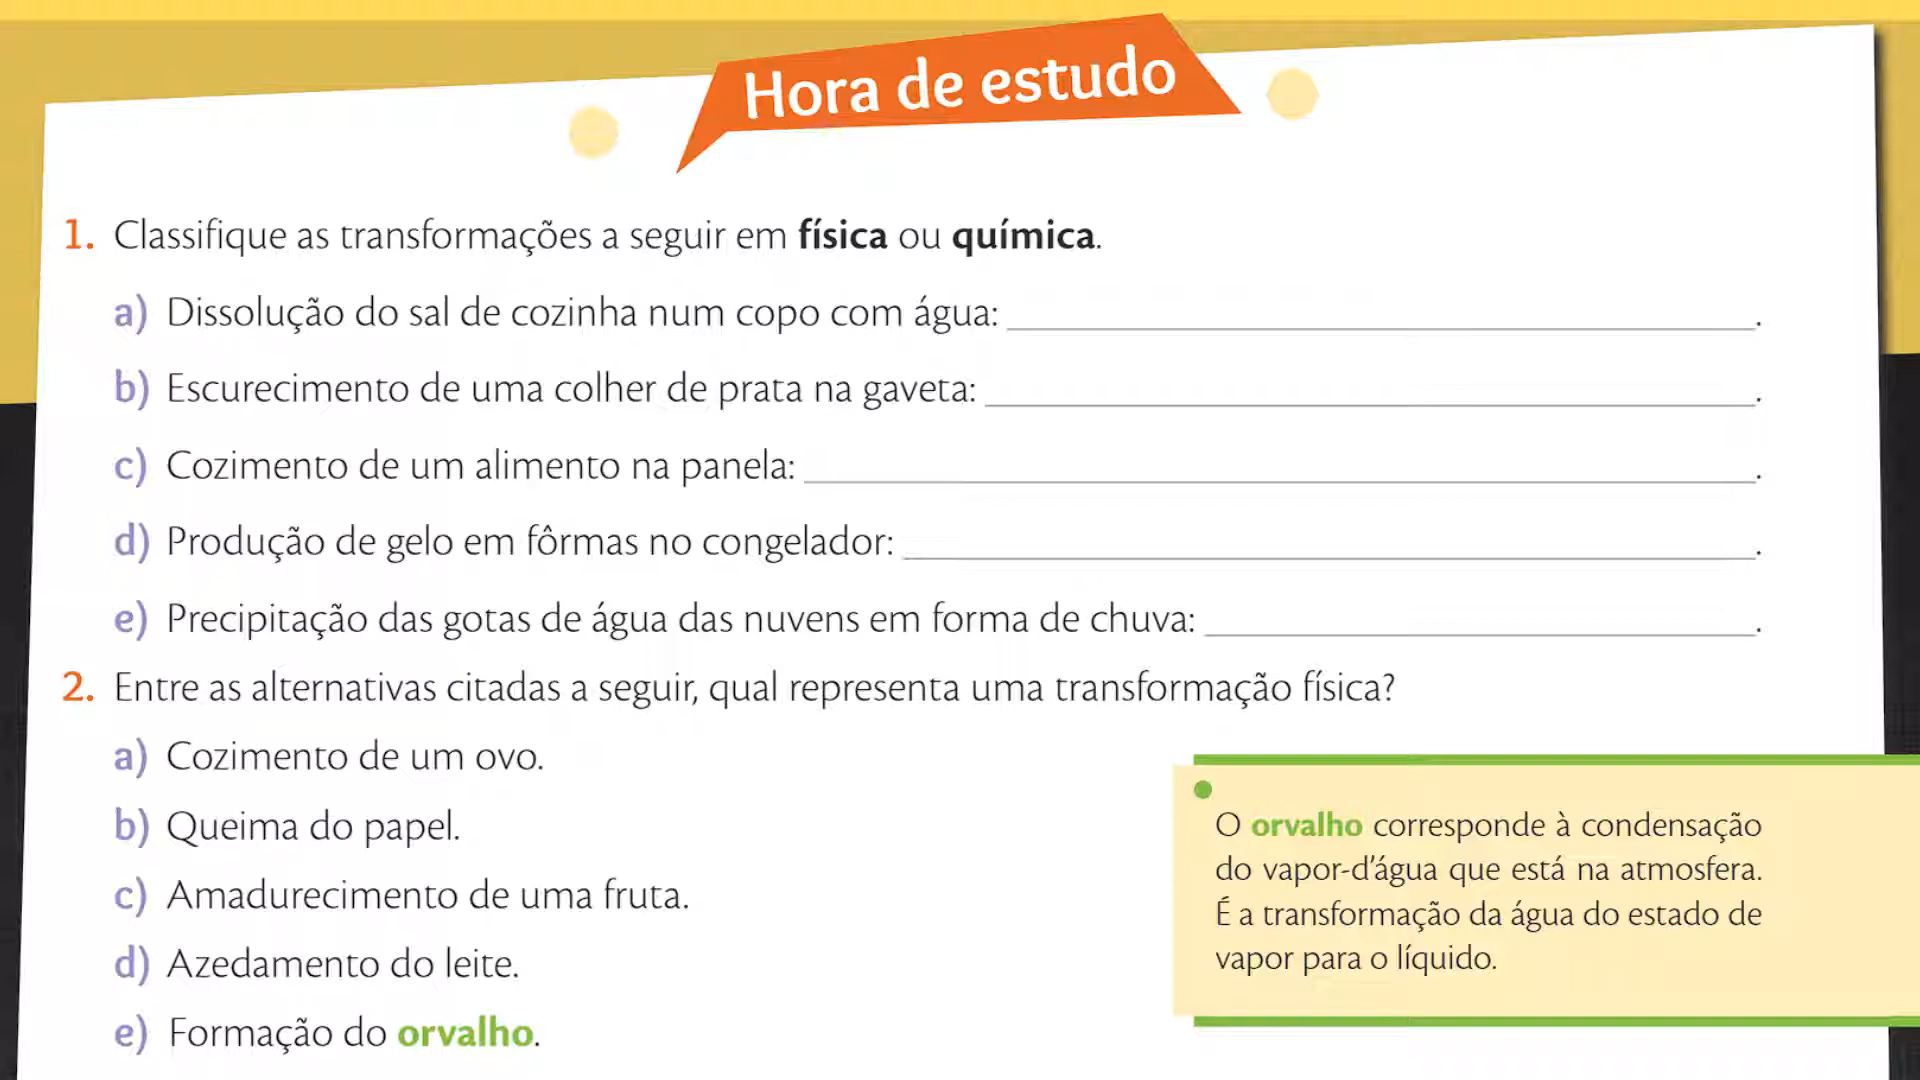 Hora de estudo
1. Classifique as transformações a seguir em física ou química.
a) Dissolução do sal de cozinha num copo com água: ______.
b) Escurecimento de uma colher de prata na gaveta: ______.
c) Cozimento de um alimento na panela: ______.
d) Produção de gelo em fôrmas no congelador: ______.
e) Precipitação das gotas de água das nuvens em forma de chuva: ______.
2. Entre as alternativas citadas a seguir, qual representa uma transformação física?
a) Cozimento de um ovo.
b) Queima do papel.
c) Amadurecimento de uma fruta.
d) Azedamento do leite.
e) Formação do orvalho.
O orvalho corresponde à condensação
do vapor-d'água que está na atmosfera.
É a transformação da água do estado de
vapor para o líquido.